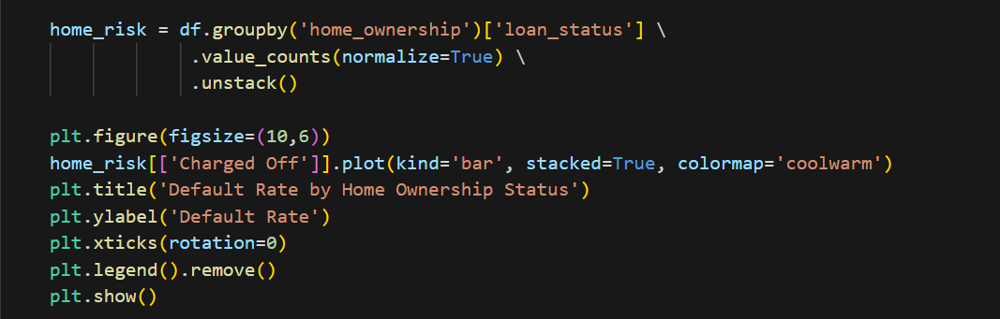 home_risk = df.groupby('home_ownership')['loan_status'] \
            .value_counts(normalize=True) \
            .unstack()

plt.figure(figsize=(10,6))
home_risk[['Charged Off']].plot(kind='bar', stacked=True, colormap='coolwarm')
plt.title('Default Rate by Home Ownership Status')
plt.ylabel('Default Rate')
plt.xticks(rotation=0)
plt.legend().remove()
plt.show()